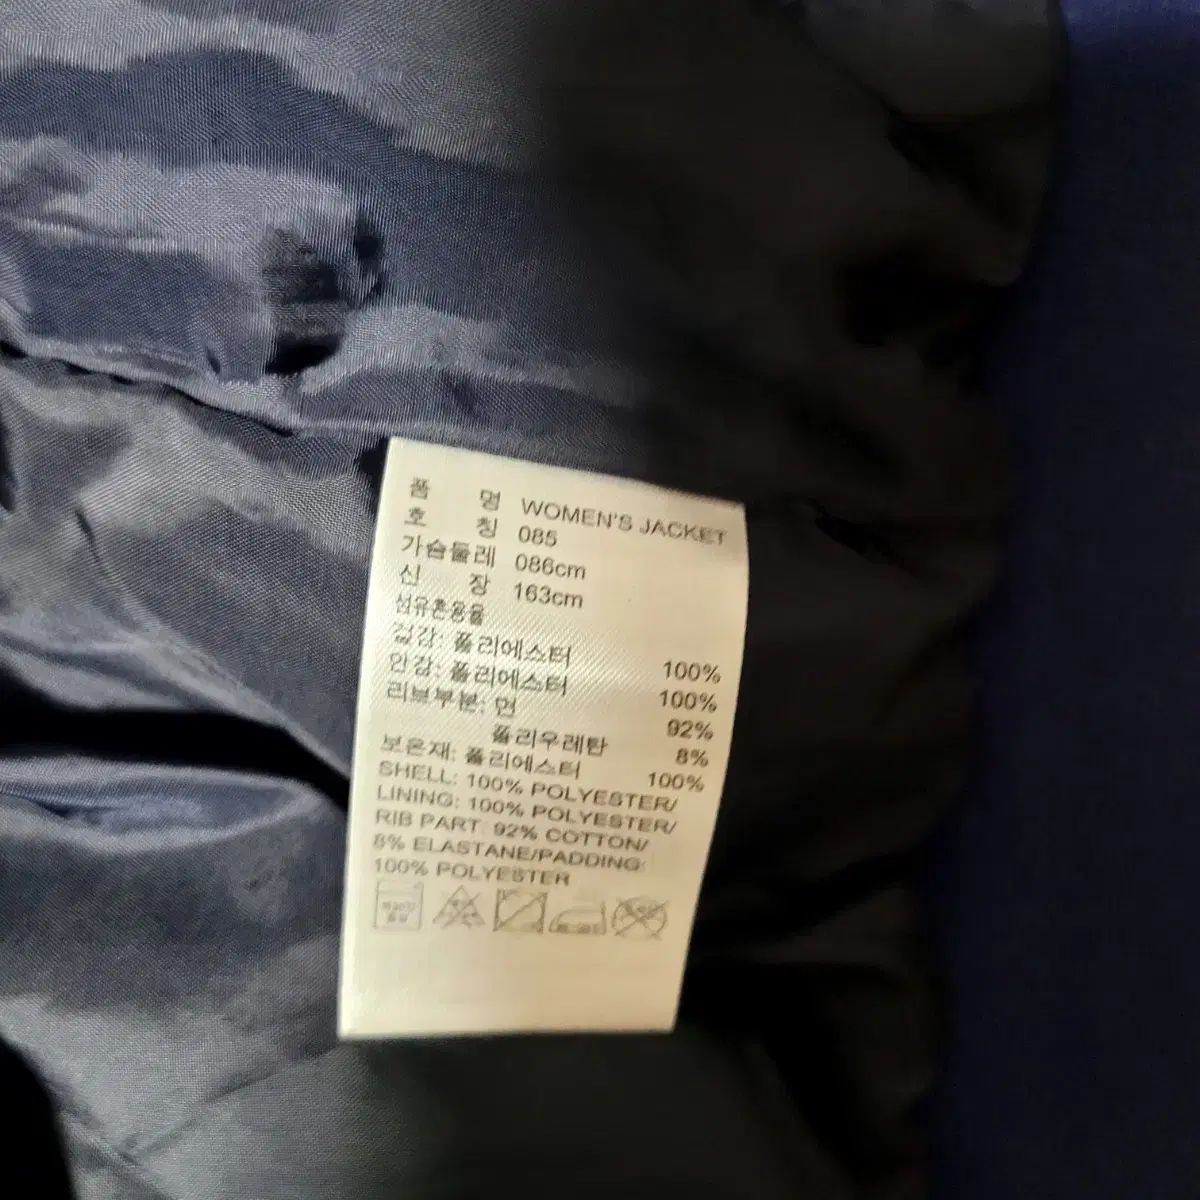 품 명 WOMEN'S JACKET
호 칭 085
가슴둘레 086cm
신 장 163cm
섬유혼용율
겉감: 폴리에스터 100%
안감: 폴리에스터 100%
리브부분: 면 92%
폴리우레탄 8%
보온재: 폴리에스터 100%
SHELL: 100% POLYESTER/
LINING: 100% POLYESTER/
RIB PART: 92% COTTON/
8% ELASTANE/PADDING:
100% POLYESTER